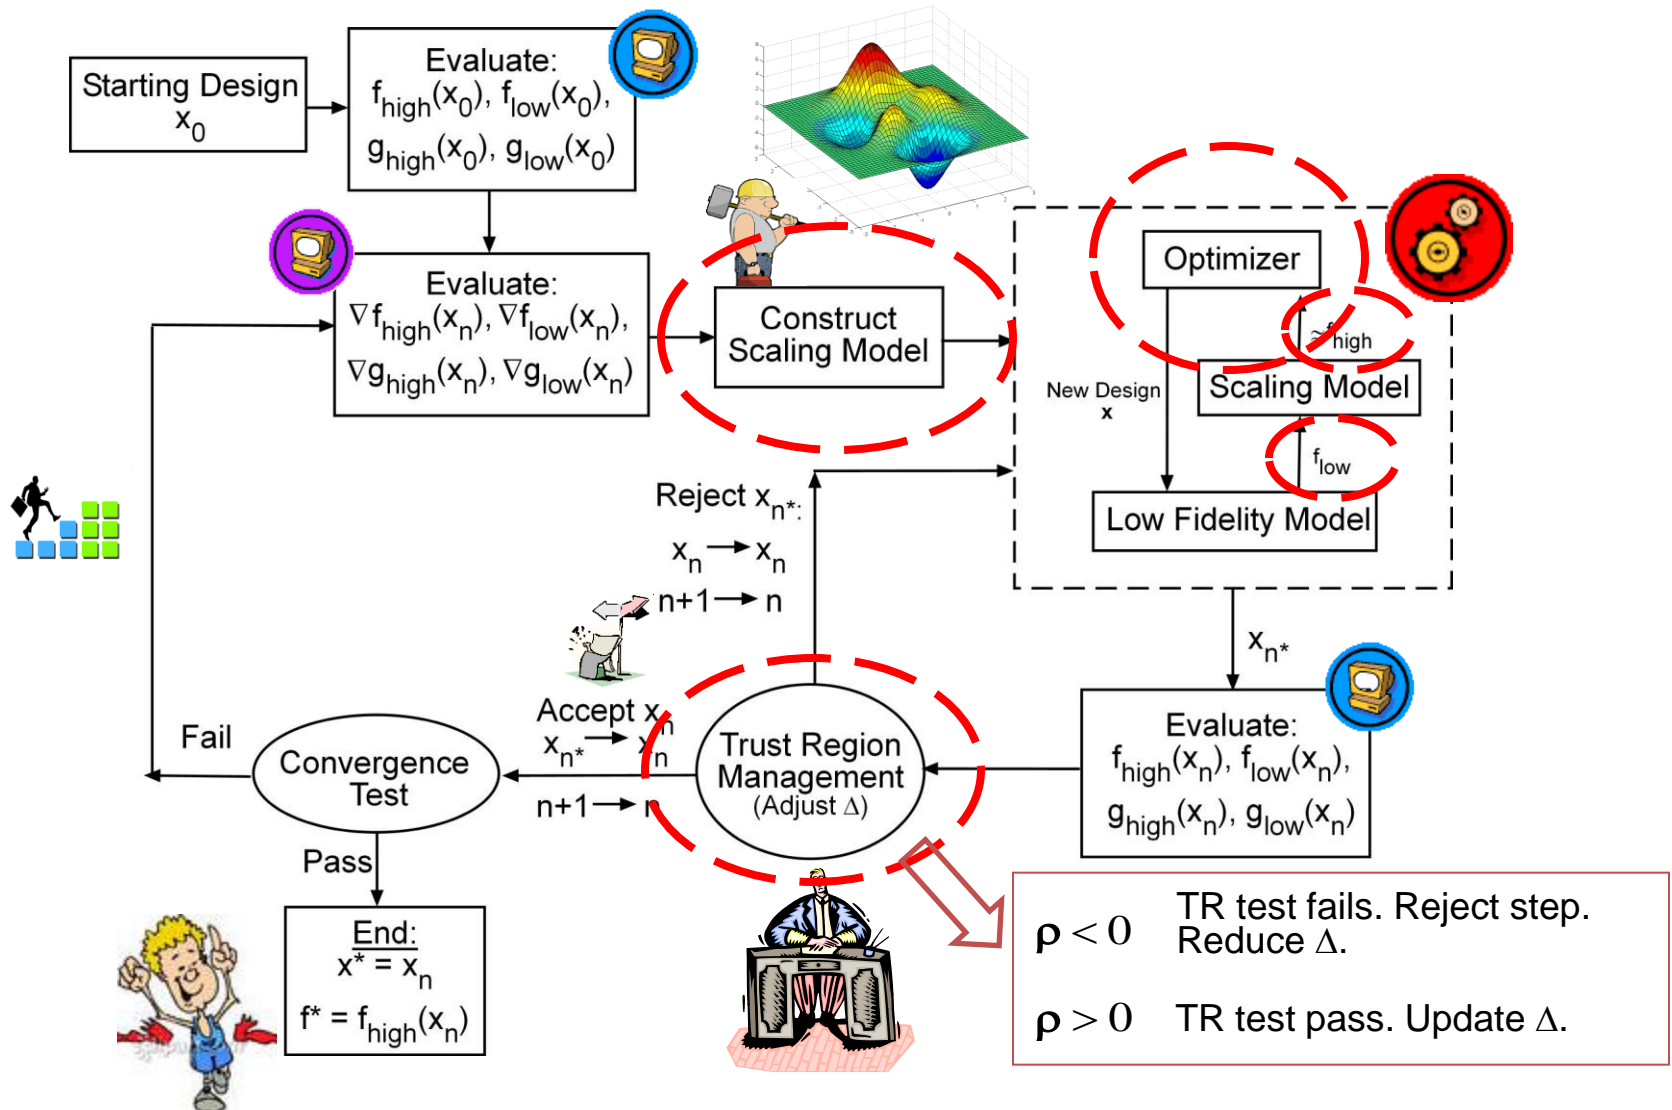 Starting Design
x0
Evaluate:
fhigh(x0), flow(x0),
ghigh(x0), glow(x0)
Evaluate:
∇fhigh(xn), ∇flow(xn),
∇ghigh(xn), ∇glow(xn)
Construct
Scaling Model
Optimizer
≈fhigh
Scaling Model
New Design
x
flow
Low Fidelity Model
Reject xn*:
xn → xn
n+1 → n
xn*
Evaluate:
fhigh(xn), flow(xn),
ghigh(xn), glow(xn)
Trust Region
Management
(Adjust Δ)
Accept xn
xn* → xn
n+1 → n
Fail
Convergence
Test
Pass
End:
x* = xn
f* = fhigh(xn)
ρ < 0 TR test fails. Reject step.
Reduce Δ.
ρ > 0 TR test pass. Update Δ.